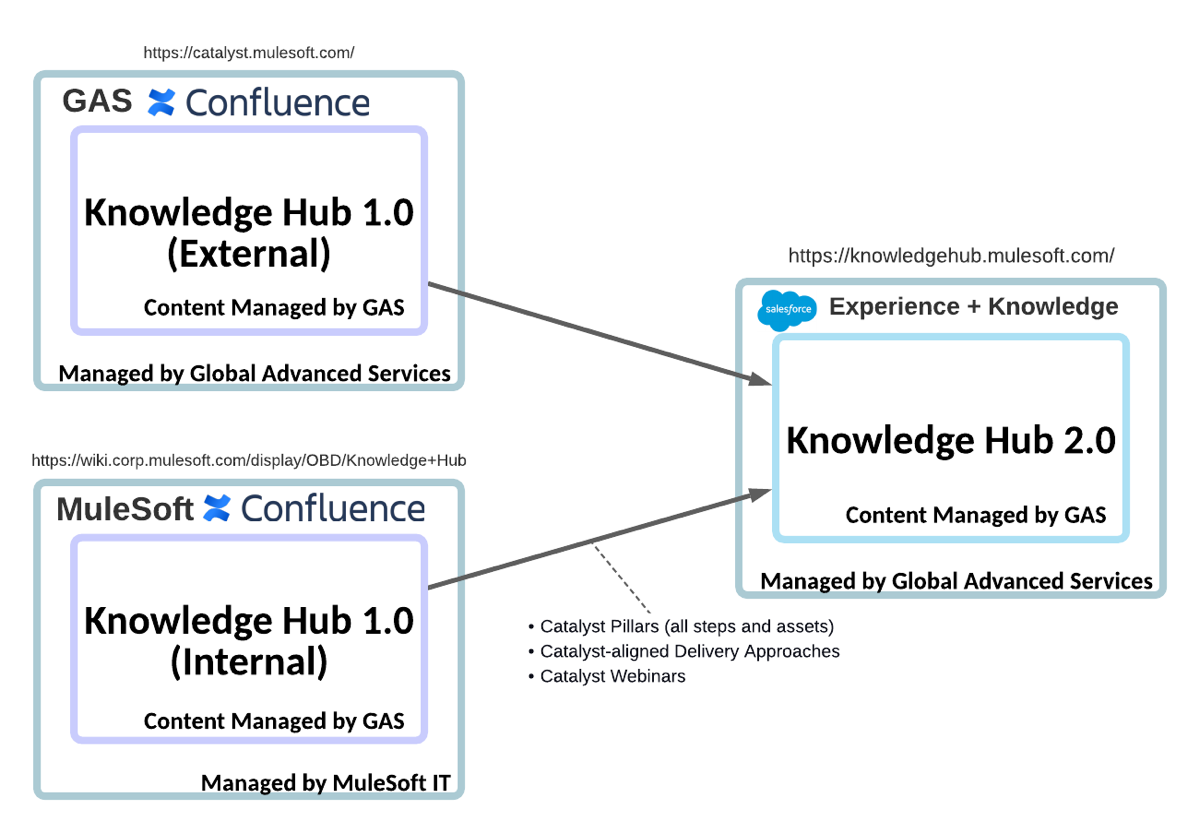 https://catalyst.mulesoft.com/
GAS Confluence
Knowledge Hub 1.0
(External)
Content Managed by GAS
Managed by Global Advanced Services
https://wiki.corp.mulesoft.com/display/OBD/Knowledge+Hub
MuleSoft Confluence
Knowledge Hub 1.0
(Internal)
Content Managed by GAS
Managed by MuleSoft IT
https://knowledgehub.mulesoft.com/
salesforce Experience + Knowledge
Knowledge Hub 2.0
Content Managed by GAS
Managed by Global Advanced Services
• Catalyst Pillars (all steps and assets)
• Catalyst-aligned Delivery Approaches
• Catalyst Webinars